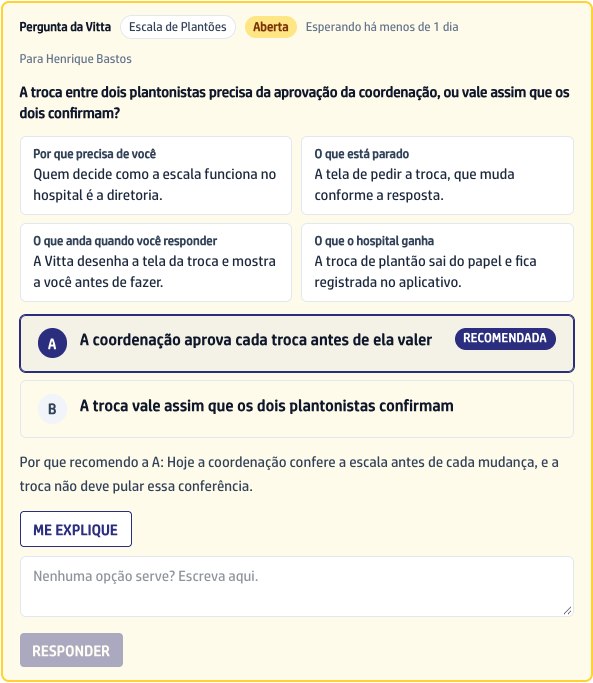 Pergunta da Vitta
Escala de Plantões
Aberta
Esperando há menos de 1 dia
Para Henrique Bastos
A troca entre dois plantonistas precisa da aprovação da coordenação, ou vale assim que os
dois confirmam?
Por que precisa de você
Quem decide como a escala funciona no
hospital é a diretoria.
O que está parado
A tela de pedir a troca, que muda
conforme a resposta.
O que anda quando você responder
A Vitta desenha a tela da troca e mostra
a você antes de fazer.
O que o hospital ganha
A troca de plantão sai do papel e fica
registrada no aplicativo.
A
A coordenação aprova cada troca antes de ela valer
RECOMENDADA
B
A troca vale assim que os dois plantonistas confirmam
Por que recomendo a A: Hoje a coordenação confere a escala antes de cada mudança, e a
troca não deve pular essa conferência.
ME EXPLIQUE
Nenhuma opção serve? Escreva aqui.
RESPONDER